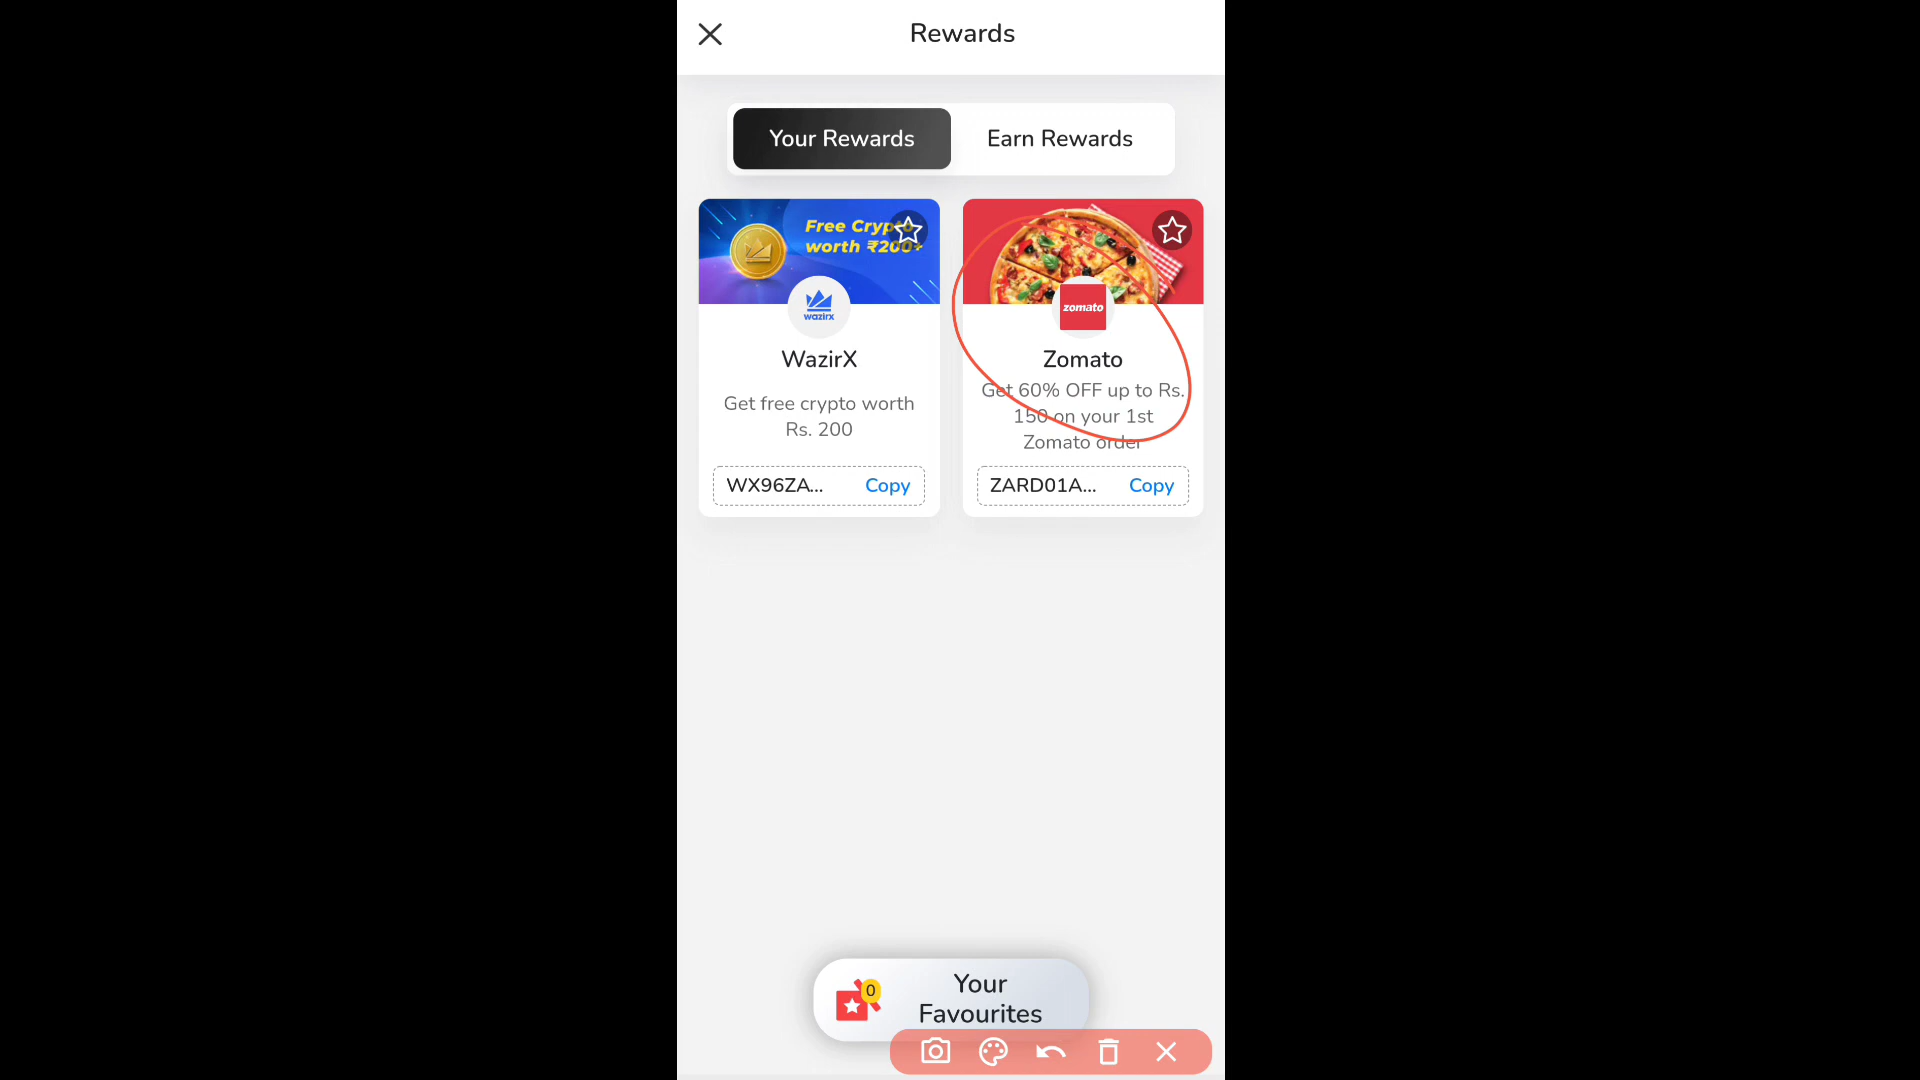 Rewards
Your Rewards
Earn Rewards
Free Crypto
worth ₹200+
wazirx
WazirX
Get free crypto worth
Rs. 200
WX96ZA...
Copy
zomato
Zomato
Get 60% OFF up to Rs.
150 on your 1st
Zomato order
ZARD01A...
Copy
0
Your
Favourites